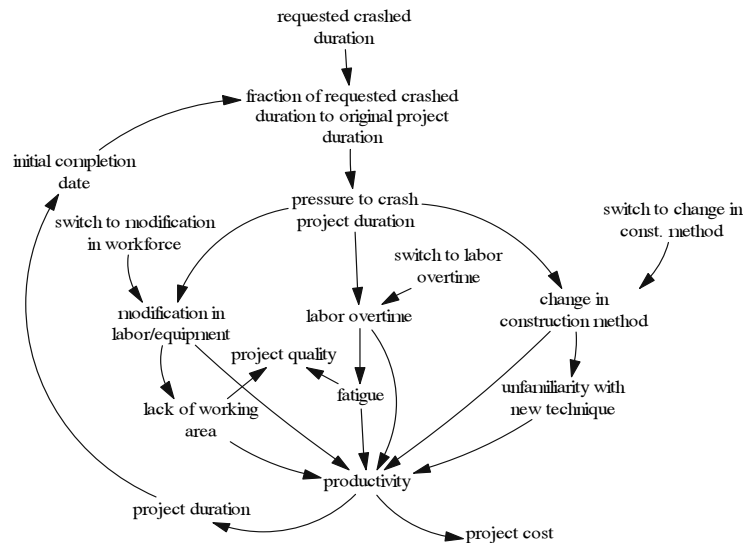 requested crashed
duration
fraction of requested crashed
duration to original project
duration
initial completion
date
pressure to crash
project duration
switch to modification
in workforce
switch to change in
const. method
switch to labor
overtime
modification in
labor/equipment
labor overtime
change in
construction method
project quality
fatigue
unfamiliarity with
new technique
lack of working
area
productivity
project duration
project cost